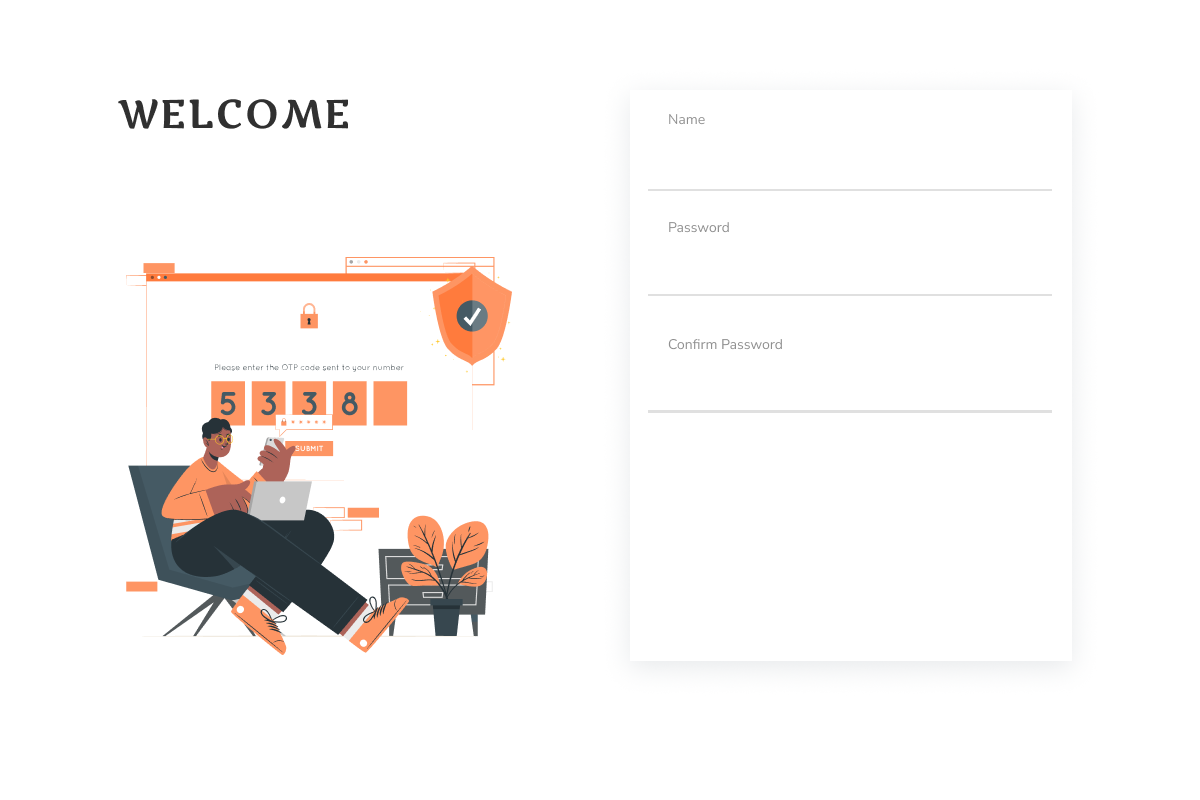 WELCOME
Name
Password
Confirm Password
Please enter the OTP code sent to your number
5 3 3 8
SUBMIT